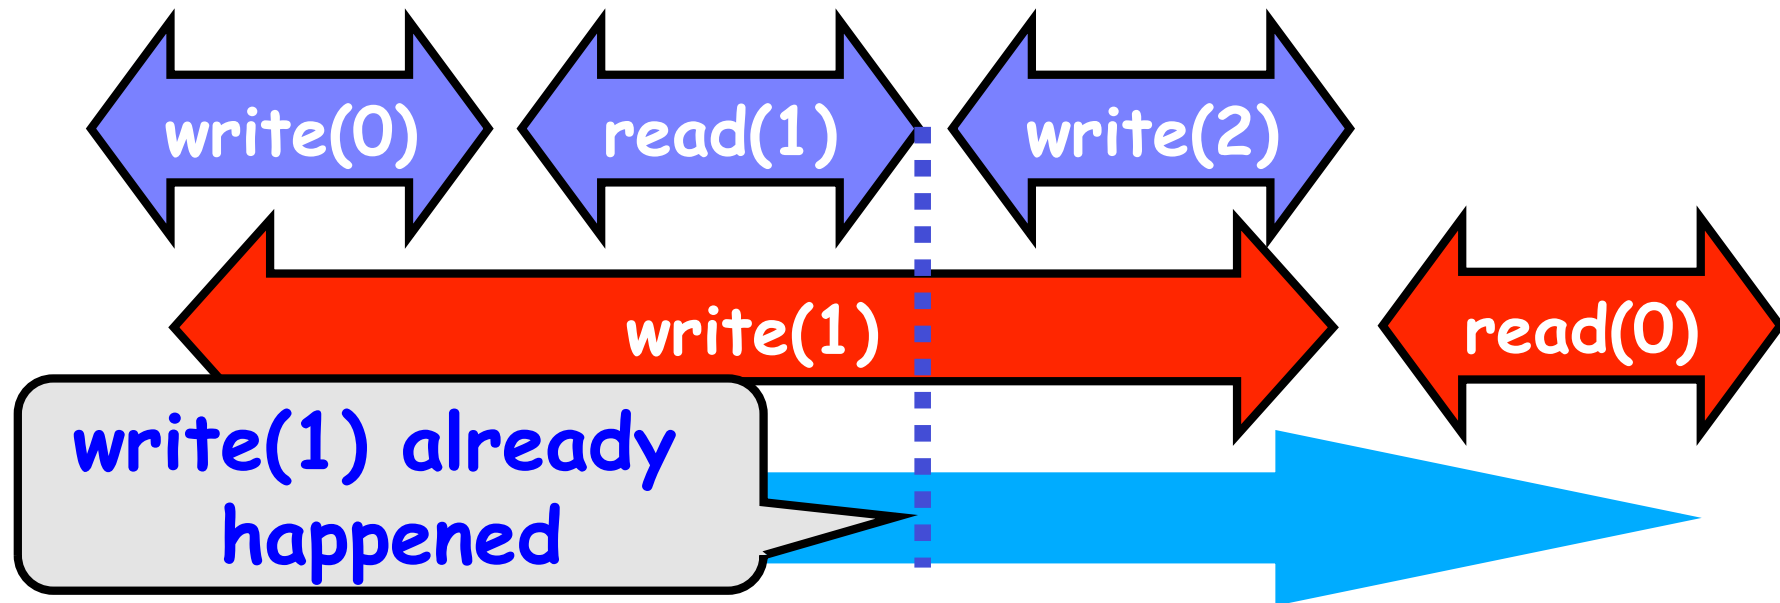 write(0) read(1) write(2)
write(1) read(0)
write(1) already
happened